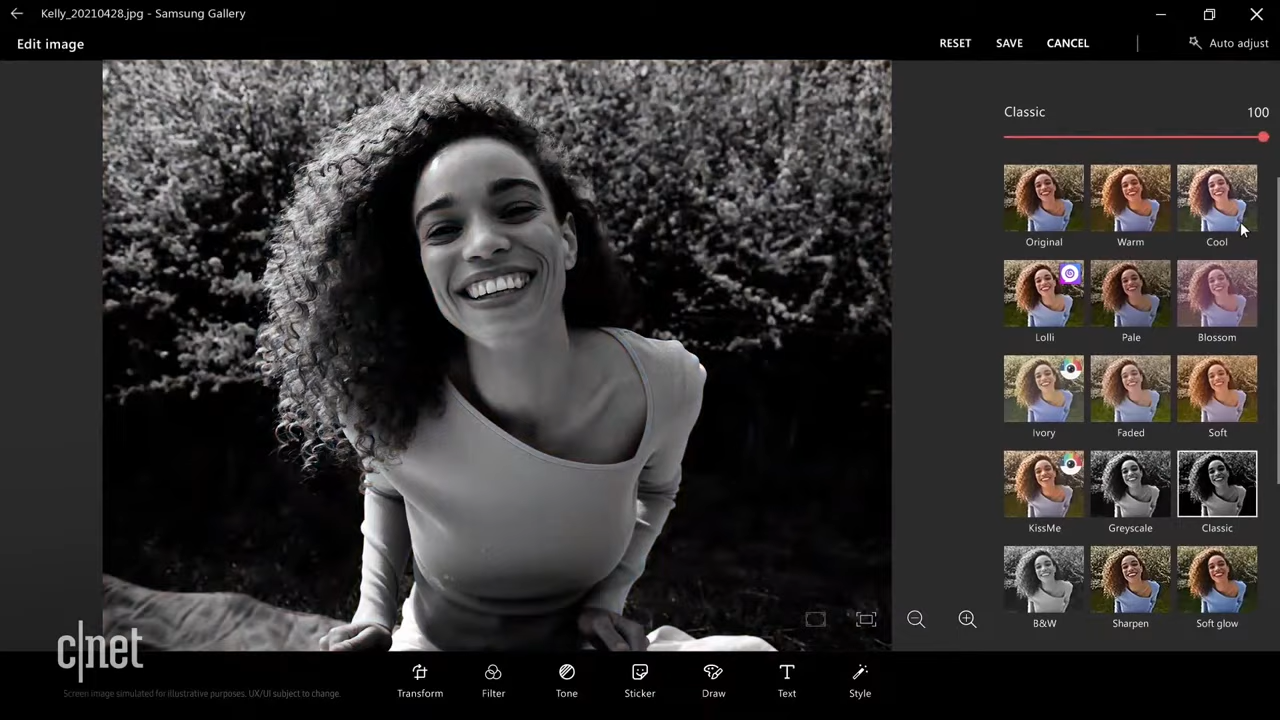 Kelly_20210428.jpg - Samsung Gallery
Edit image
RESET SAVE CANCEL Auto adjust
Classic 100
Original Warm Cool
Lolli Pale Blossom
Ivory Faded Soft
KissMe Greyscale Classic
B&W Sharpen Soft glow
c|net
Screen image simulated for illustrative purposes. UX/UI subject to change.
Transform Filter Tone Sticker Draw Text Style